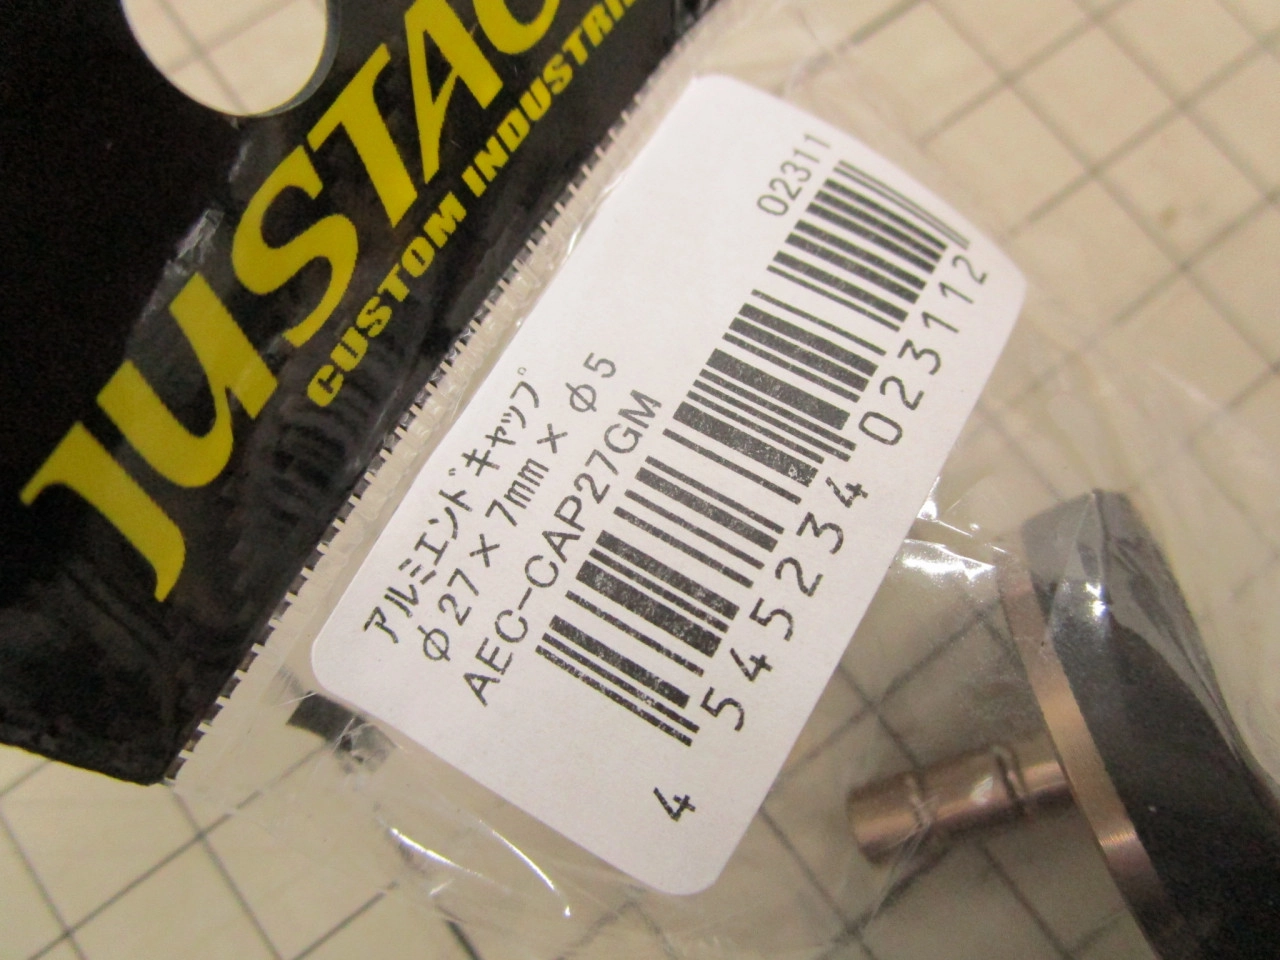 JUSTAC
CUSTOM INDUSTRI
02311
アルミエンドキャップ
φ27×7mm×φ5
AEC-CAP27GM
4 545234 023112